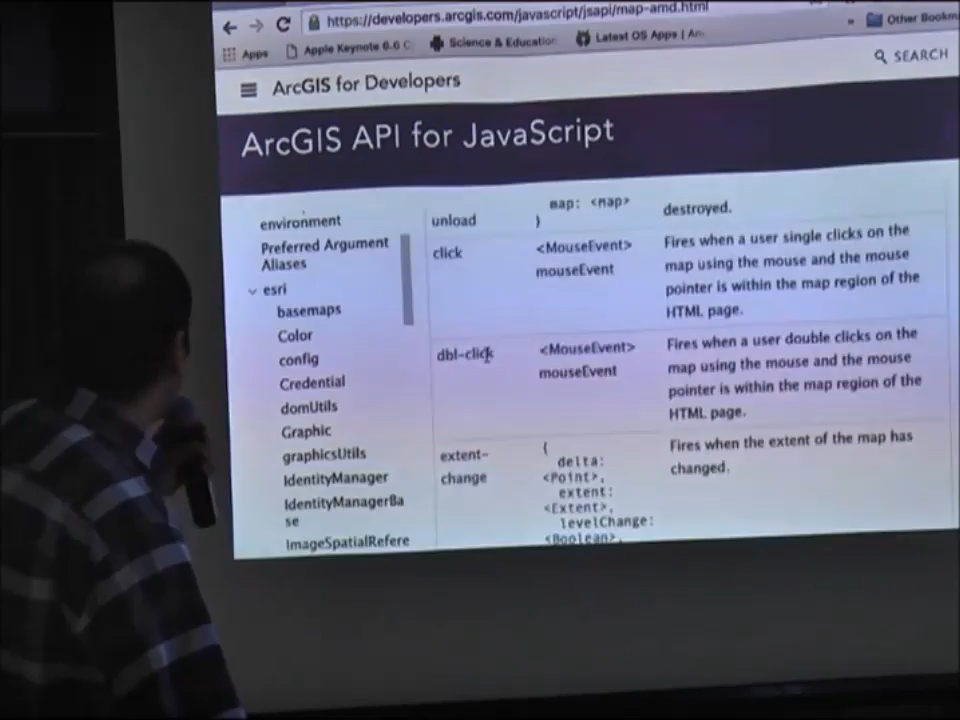 https://developers.arcgis.com/javascript/jsapi/map-amd.html
Apps
Apple Keynote 6.6
Science & Education
Latest OS Apps |
Other Bookm
ArcGIS for Developers
SEARCH
ArcGIS API for JavaScript
environment
Preferred Argument
Aliases
esri
basemaps
Color
config
Credential
domUtils
Graphic
graphicsUtils
IdentityManager
IdentityManagerBa
se
ImageSpatialRefere
unload
map: <map>
}
destroyed.
click
<MouseEvent>
mouseEvent
Fires when a user single clicks on the
map using the mouse and the mouse
pointer is within the map region of the
HTML page.
dbl-click
<MouseEvent>
mouseEvent
Fires when a user double clicks on the
map using the mouse and the mouse
pointer is within the map region of the
HTML page.
extent-
change
{
delta:
<Point>,
extent:
<Extent>,
levelChange:
<Boolean>,
Fires when the extent of the map has
changed.